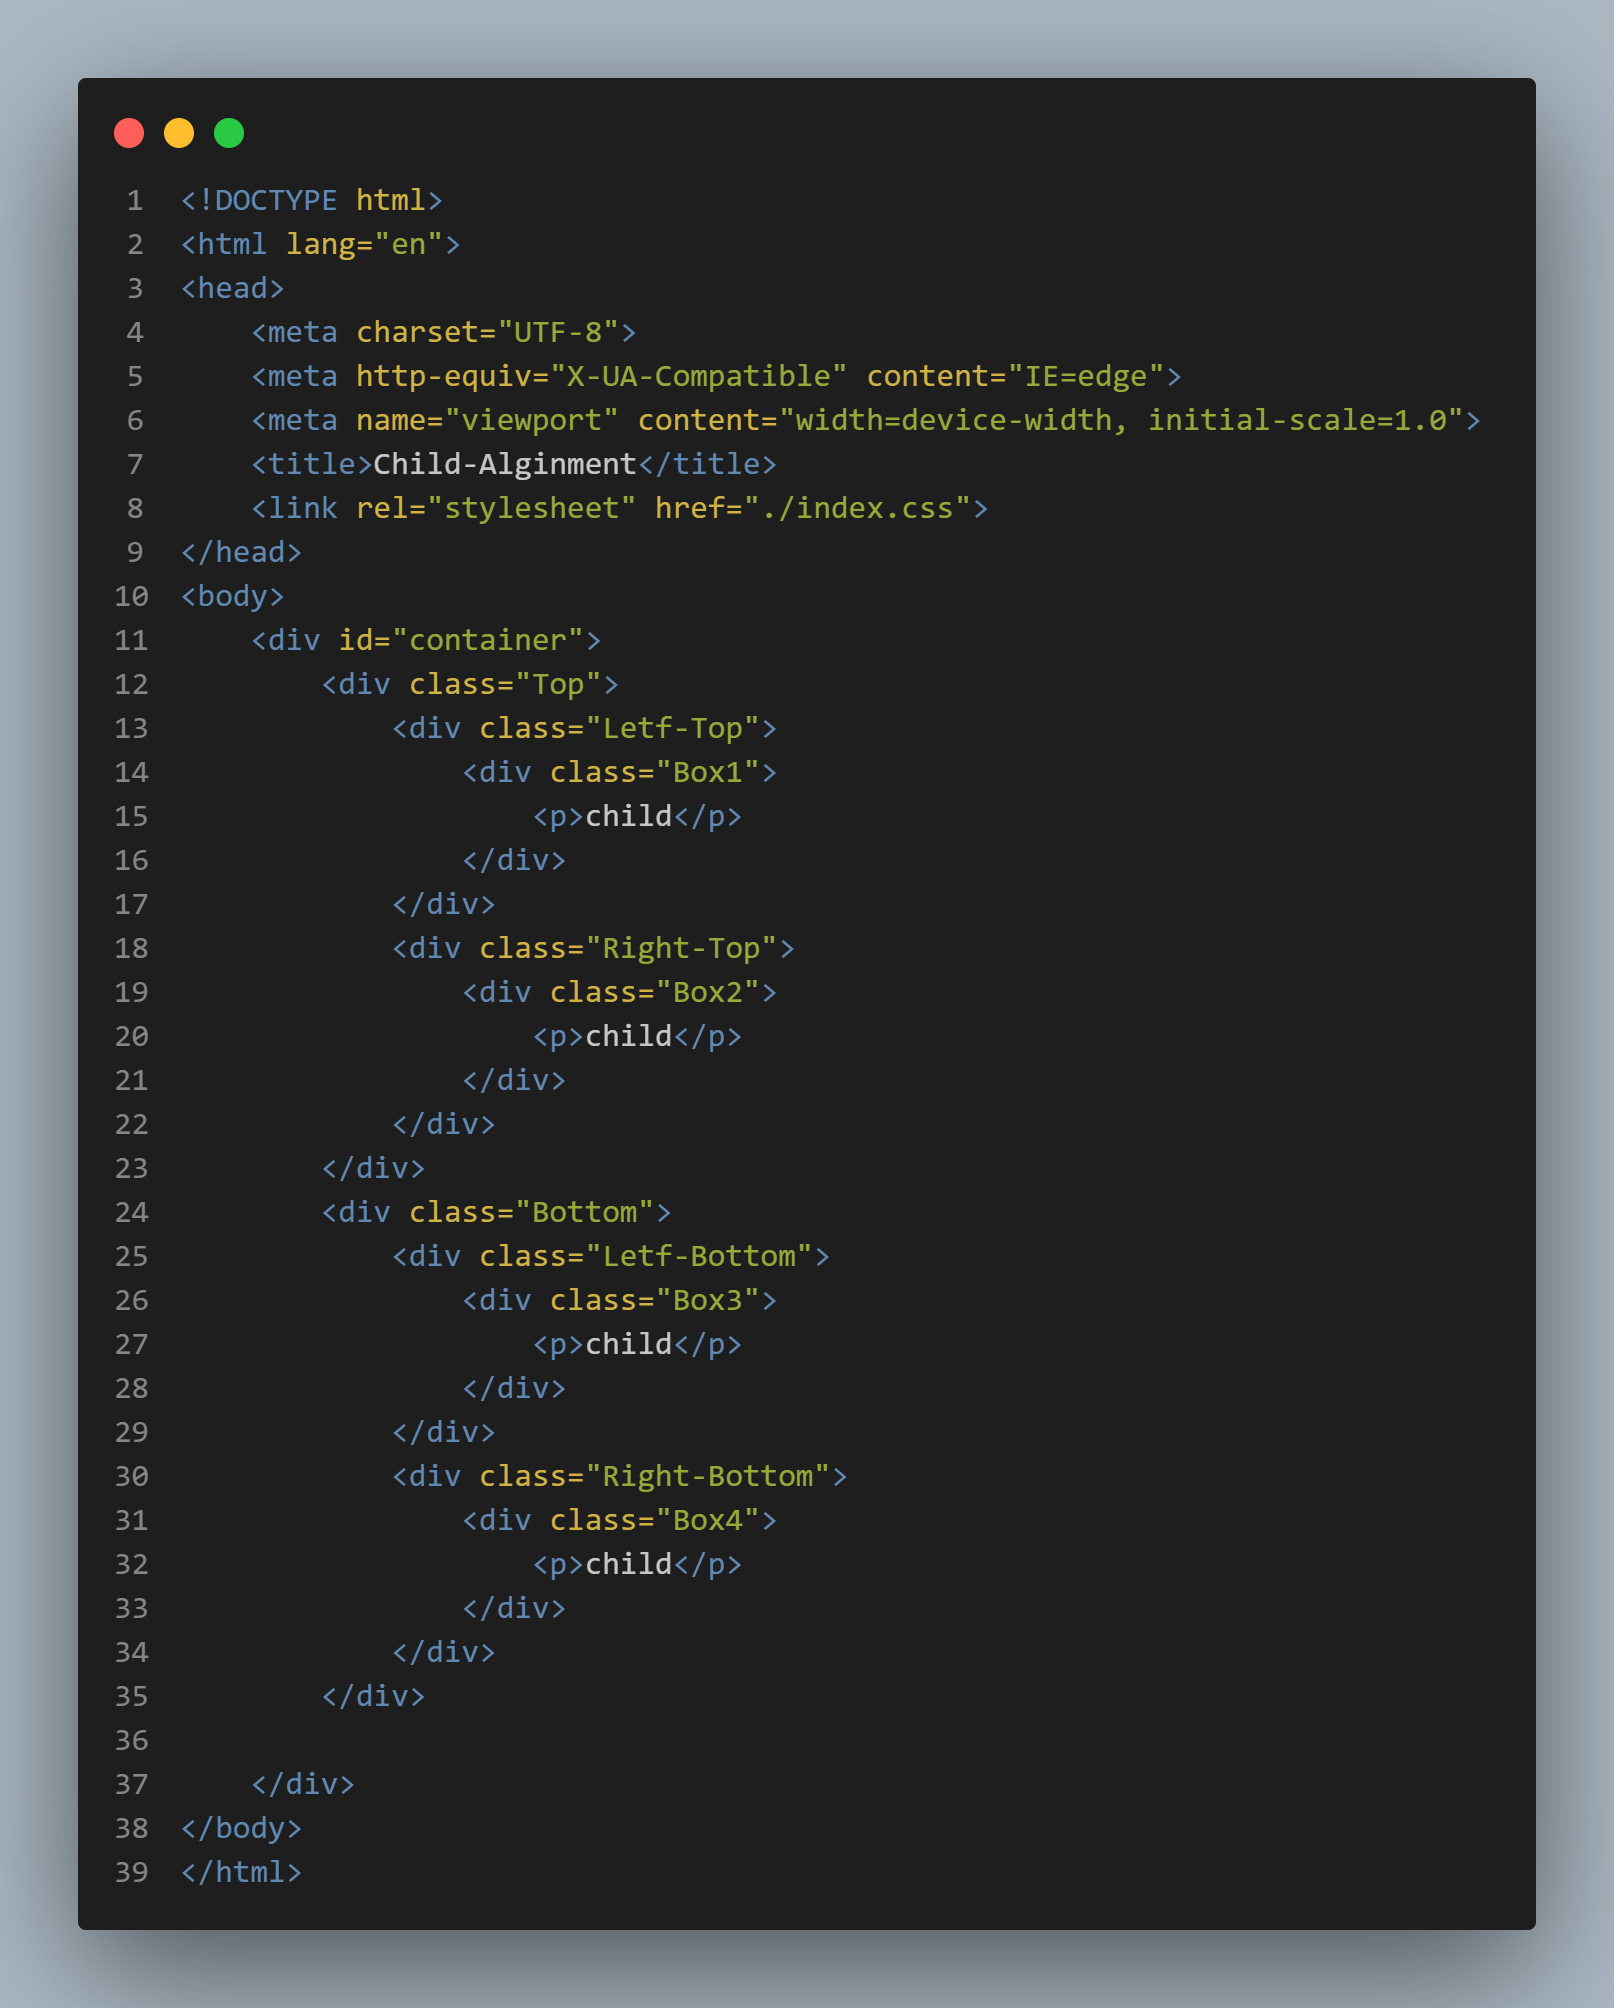 1 <!DOCTYPE html>
2 <html lang="en">
3 <head>
4     <meta charset="UTF-8">
5     <meta http-equiv="X-UA-Compatible" content="IE=edge">
6     <meta name="viewport" content="width=device-width, initial-scale=1.0">
7     <title>Child-Alginment</title>
8     <link rel="stylesheet" href="./index.css">
9 </head>
10 <body>
11     <div id="container">
12         <div class="Top">
13             <div class="Letf-Top">
14                 <div class="Box1">
15                     <p>child</p>
16                 </div>
17             </div>
18             <div class="Right-Top">
19                 <div class="Box2">
20                     <p>child</p>
21                 </div>
22             </div>
23         </div>
24         <div class="Bottom">
25             <div class="Letf-Bottom">
26                 <div class="Box3">
27                     <p>child</p>
28                 </div>
29             </div>
30             <div class="Right-Bottom">
31                 <div class="Box4">
32                     <p>child</p>
33                 </div>
34             </div>
35         </div>
36
37     </div>
38 </body>
39 </html>